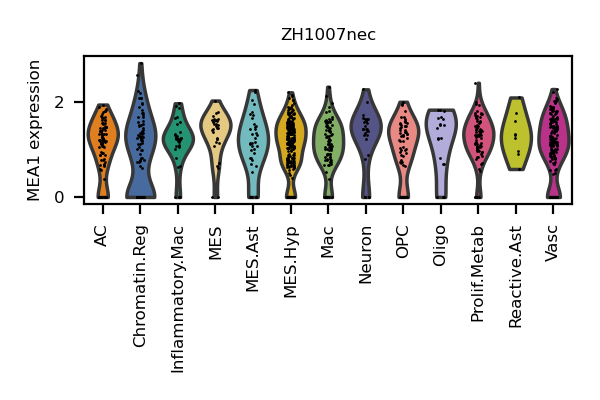 ZH1007nec
MEA1 expression
2
0
AC
Chromatin.Reg
Inflammatory.Mac
MES
MES.Ast
MES.Hyp
Mac
Neuron
OPC
Oligo
Prolif.Metab
Reactive.Ast
Vasc